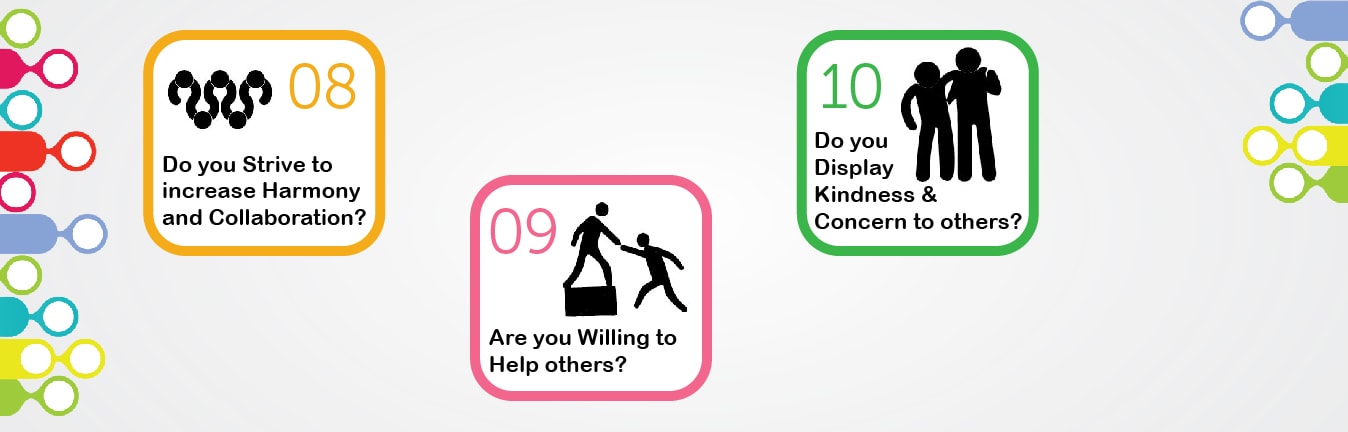 08
Do you Strive to
increase Harmony
and Collaboration?
09
Are you Willing to
Help others?
10
Do you
Display
Kindness &
Concern to others?